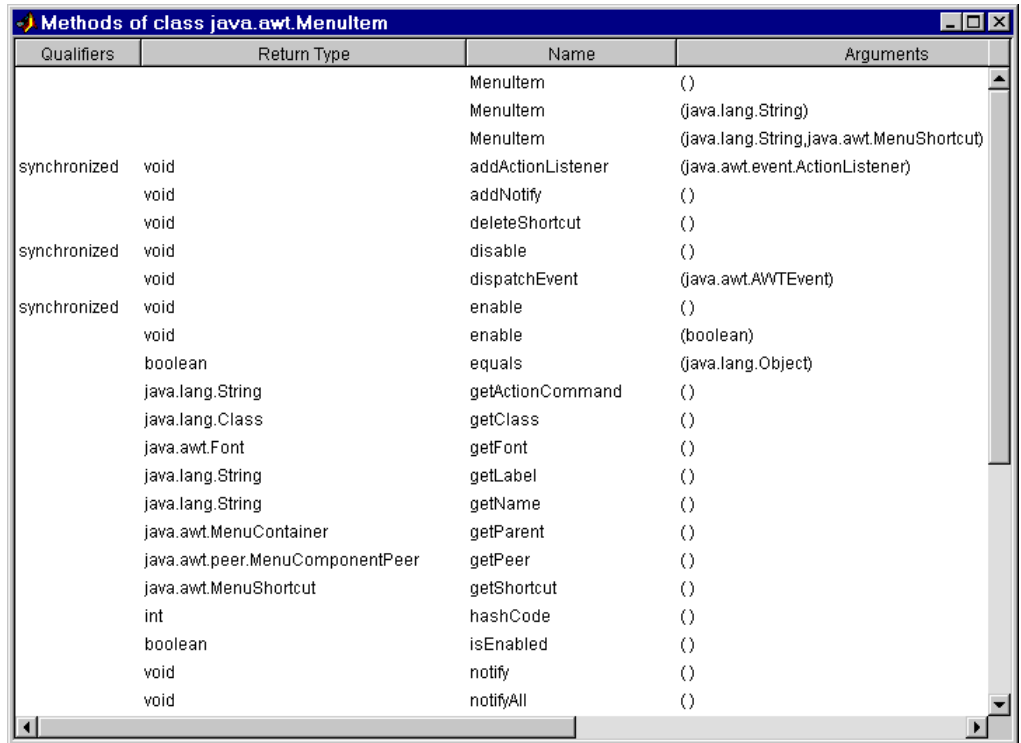 Methods of class java.awt.MenuItem
Qualifiers Return Type Name Arguments
MenuItem ()
MenuItem (java.lang.String)
MenuItem (java.lang.String,java.awt.MenuShortcut)
synchronized void addActionListener (java.awt.event.ActionListener)
void addNotify ()
void deleteShortcut ()
synchronized void disable ()
void dispatchEvent (java.awt.AWTEvent)
synchronized void enable ()
void enable (boolean)
boolean equals (java.lang.Object)
java.lang.String getActionCommand ()
java.lang.Class getClass ()
java.awt.Font getFont ()
java.lang.String getLabel ()
java.lang.String getName ()
java.awt.MenuContainer getParent ()
java.awt.peer.MenuComponentPeer getPeer ()
java.awt.MenuShortcut getShortcut ()
int hashCode ()
boolean isEnabled ()
void notify ()
void notifyAll ()